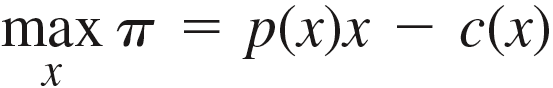 max π = p(x)x − c(x)
x